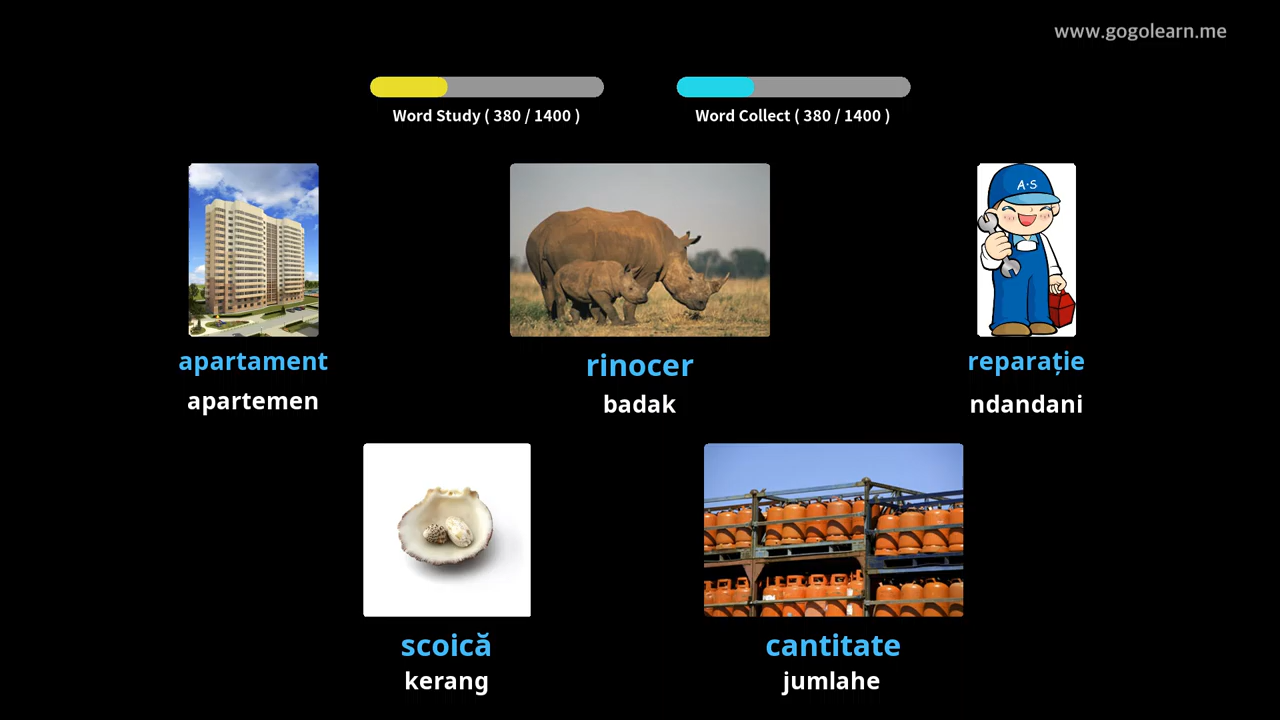 www.gogolearn.me
Word Study ( 380 / 1400 )
Word Collect ( 380 / 1400 )
A·S
apartament
apartemen
rinocer
badak
reparație
ndandani
scoică
kerang
cantitate
jumlahe